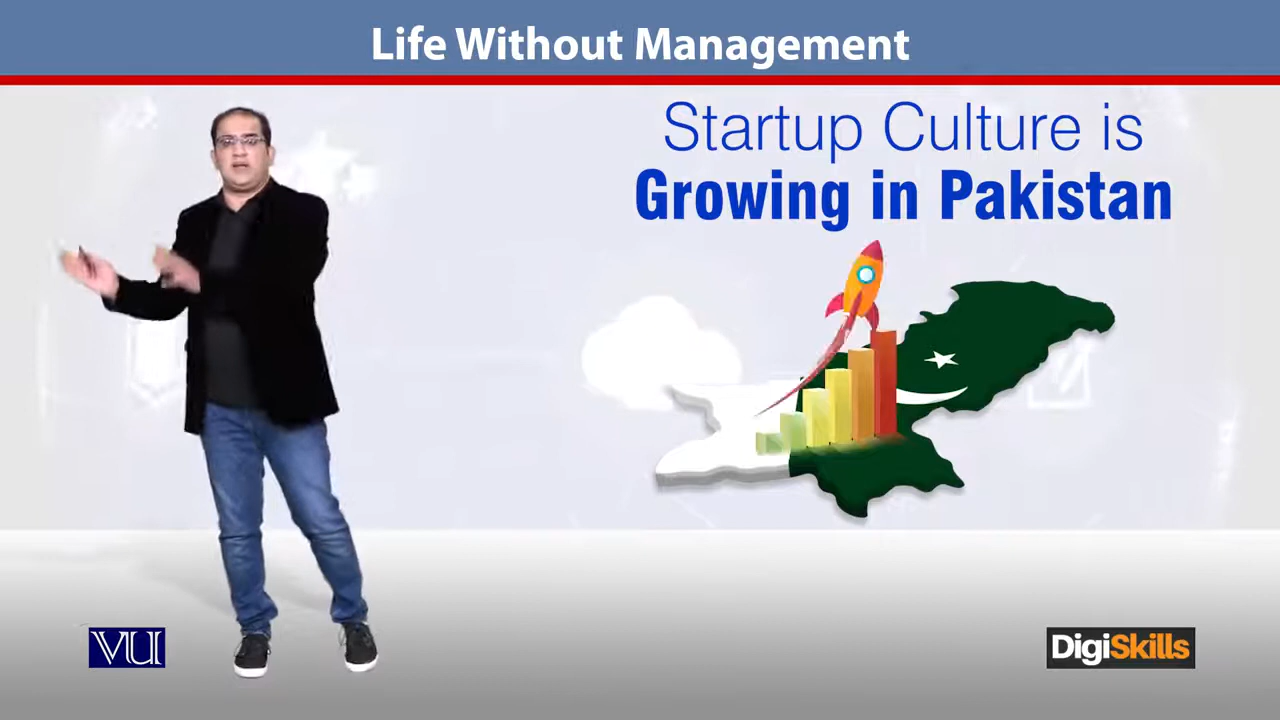 Life Without Management
Startup Culture is
Growing in Pakistan
VU
DigiSkills